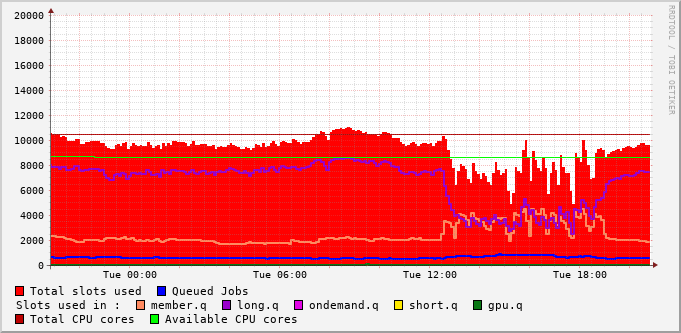 20000
18000
16000
14000
12000
10000
8000
6000
4000
2000
0
Tue 00:00 Tue 06:00 Tue 12:00 Tue 18:00
RRDTOOL / TOBI OETIKER
Total slots used Queued Jobs
Slots used in : member.q long.q ondemand.q short.q gpu.q
Total CPU cores Available CPU cores